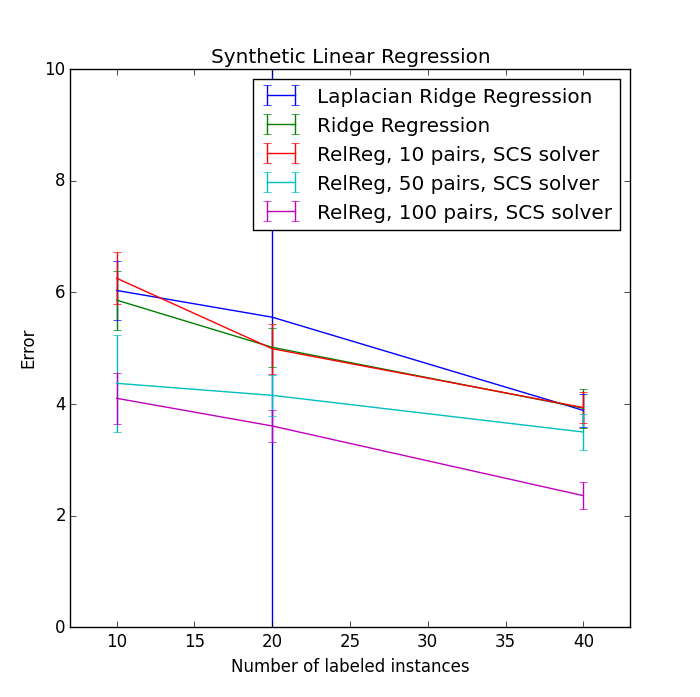 Synthetic Linear Regression
Laplacian Ridge Regression
Ridge Regression
RelReg, 10 pairs, SCS solver
RelReg, 50 pairs, SCS solver
RelReg, 100 pairs, SCS solver
Error
10
8
6
4
2
0
10 15 20 25 30 35 40
Number of labeled instances